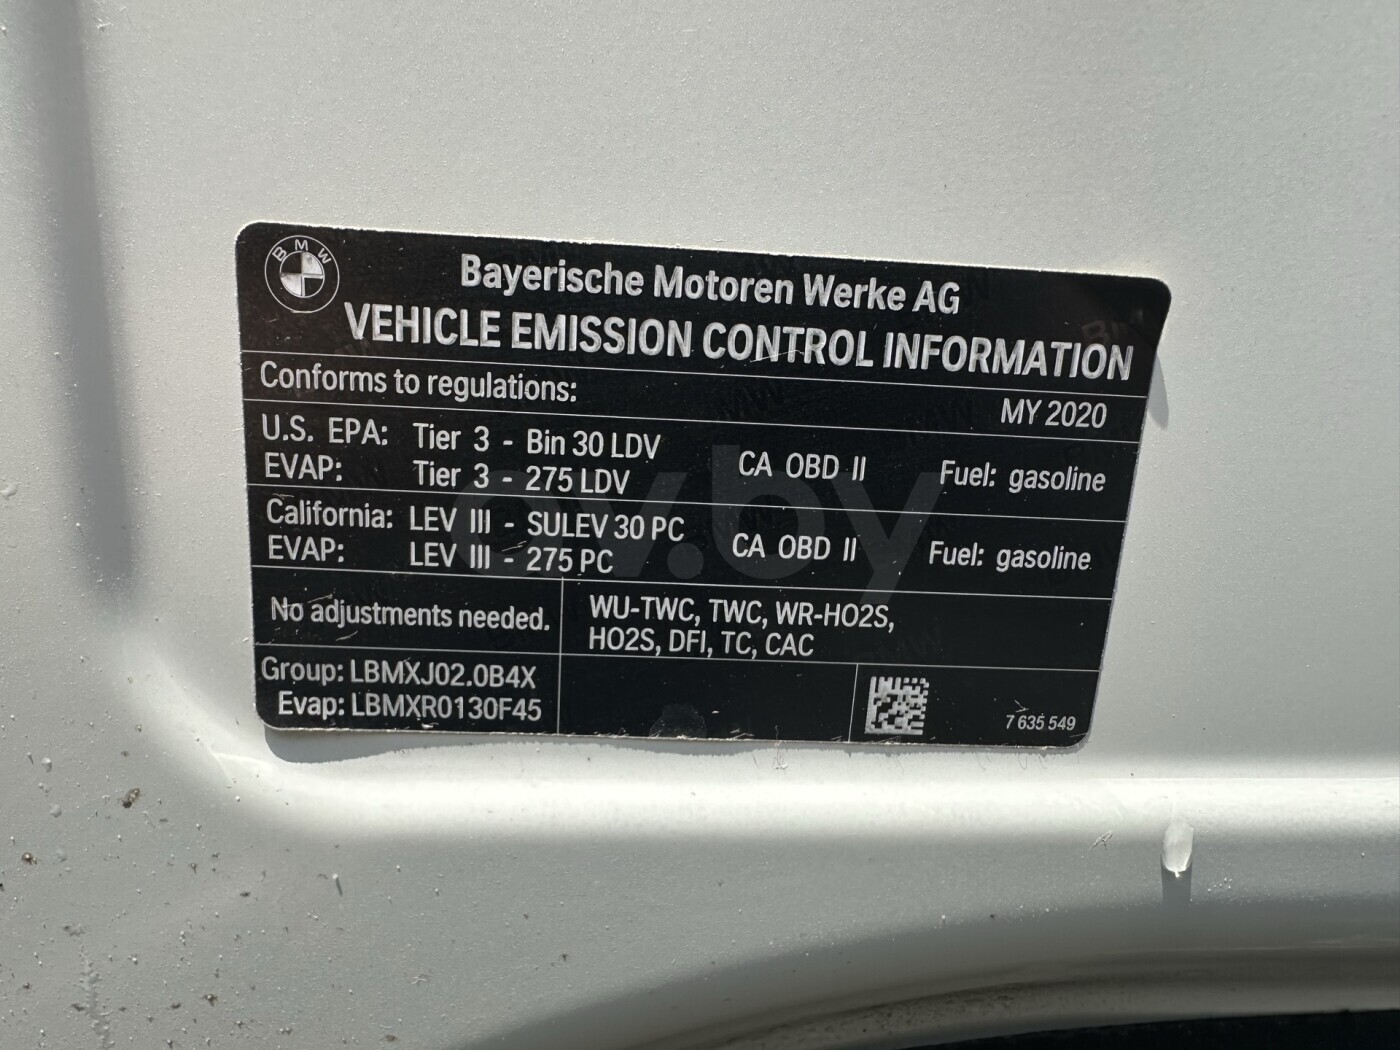 BMW
Bayerische Motoren Werke AG
VEHICLE EMISSION CONTROL INFORMATION
Conforms to regulations:
MY 2020
U.S. EPA: Tier 3 - Bin 30 LDV
EVAP: Tier 3 - 275 LDV
CA OBD II Fuel: gasoline
California: LEV III - SULEV 30 PC
EVAP: LEV III - 275 PC
CA OBD II Fuel: gasoline
No adjustments needed.
WU-TWC, TWC, WR-HO2S,
HO2S, DFI, TC, CAC
Group: LBMXJ02.0B4X
Evap: LBMXR0130F45
7 635 549
av.by